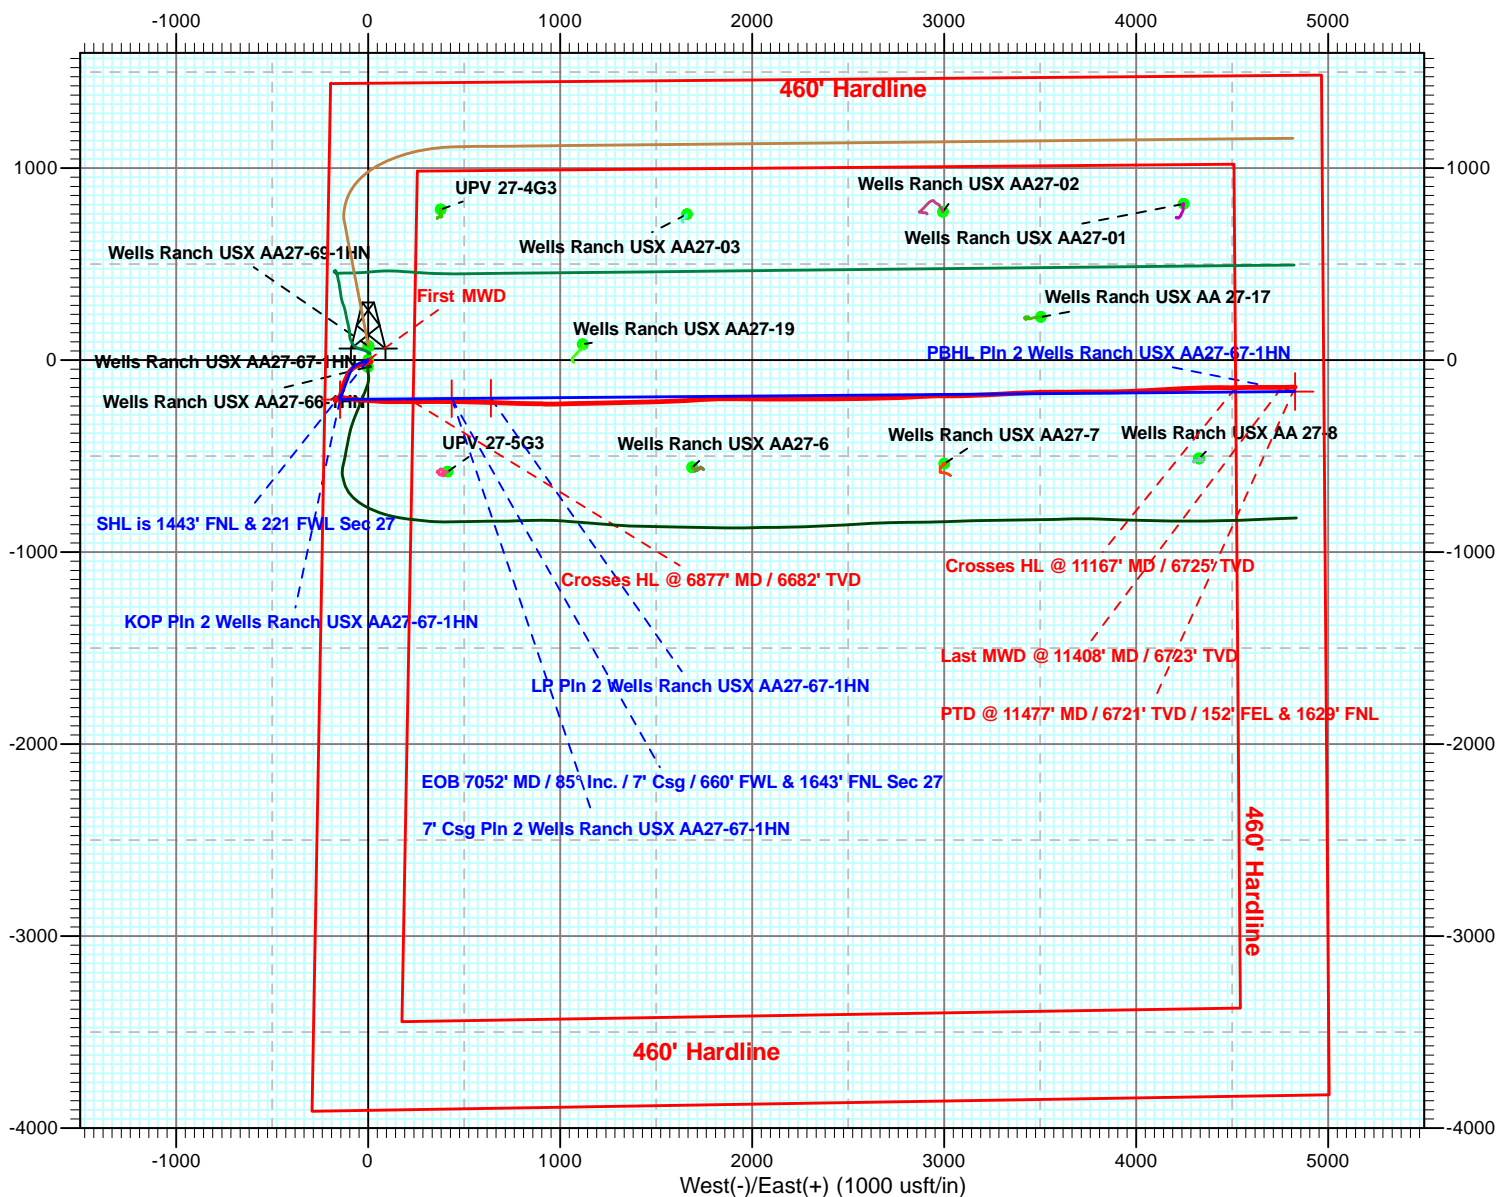 -1000 0 1000 2000 3000 4000 5000
460' Hardline
1000 1000
UPV 27-4G3
Wells Ranch USX AA27-02
Wells Ranch USX AA27-03
Wells Ranch USX AA27-01
Wells Ranch USX AA27-69-1HN
First MWD
Wells Ranch USX AA 27-17
Wells Ranch USX AA27-19
0 0
Wells Ranch USX AA27-67-1HN
PBHL Pln 2 Wells Ranch USX AA27-67-1HN
Wells Ranch USX AA27-66-1HN
UPV 27-5G3
Wells Ranch USX AA27-6
Wells Ranch USX AA27-7
Wells Ranch USX AA 27-8
SHL is 1443' FNL & 221 FWL Sec 27
-1000 -1000
Crosses HL @ 6877' MD / 6682' TVD
Crosses HL @ 11167' MD / 6725' TVD
KOP Pln 2 Wells Ranch USX AA27-67-1HN
Last MWD @ 11408' MD / 6723' TVD
LP Pln 2 Wells Ranch USX AA27-67-1HN
PTD @ 11477' MD / 6721' TVD / 152' FEL & 1629' FNL
-2000 -2000
EOB 7052' MD / 85° Inc. / 7' Csg / 660' FWL & 1643' FNL Sec 27
7' Csg Pln 2 Wells Ranch USX AA27-67-1HN
460' Hardline
-3000 -3000
460' Hardline
-4000 -4000
-1000 0 1000 2000 3000 4000 5000
West(-)/East(+) (1000 usft/in)